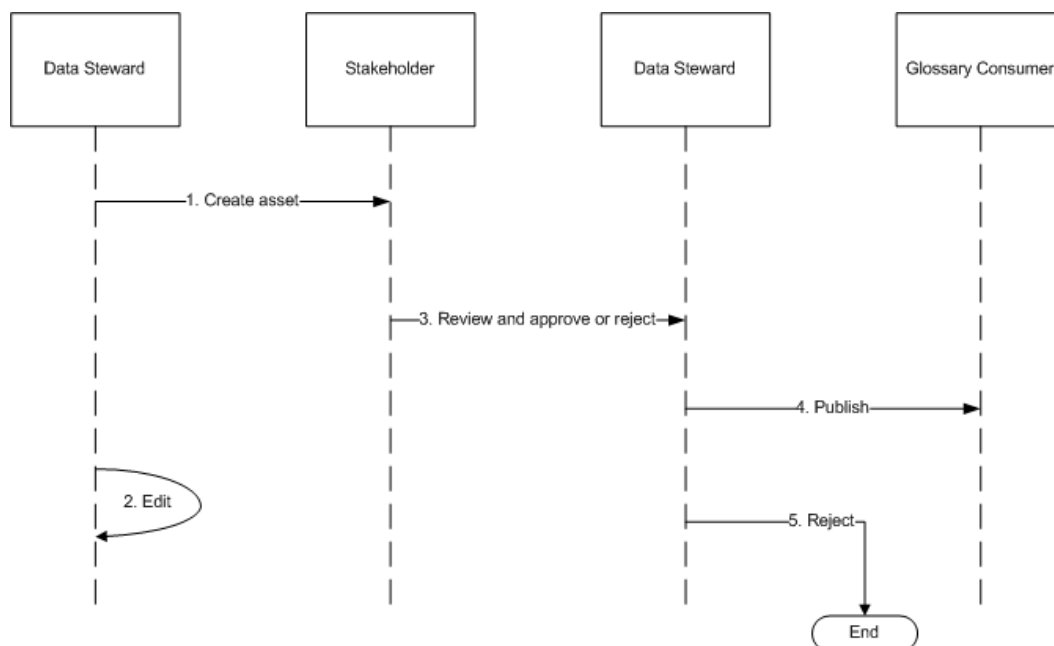 Data Steward
Stakeholder
Data Steward
Glossary Consumer
1. Create asset
3. Review and approve or reject
4. Publish
2. Edit
5. Reject
End